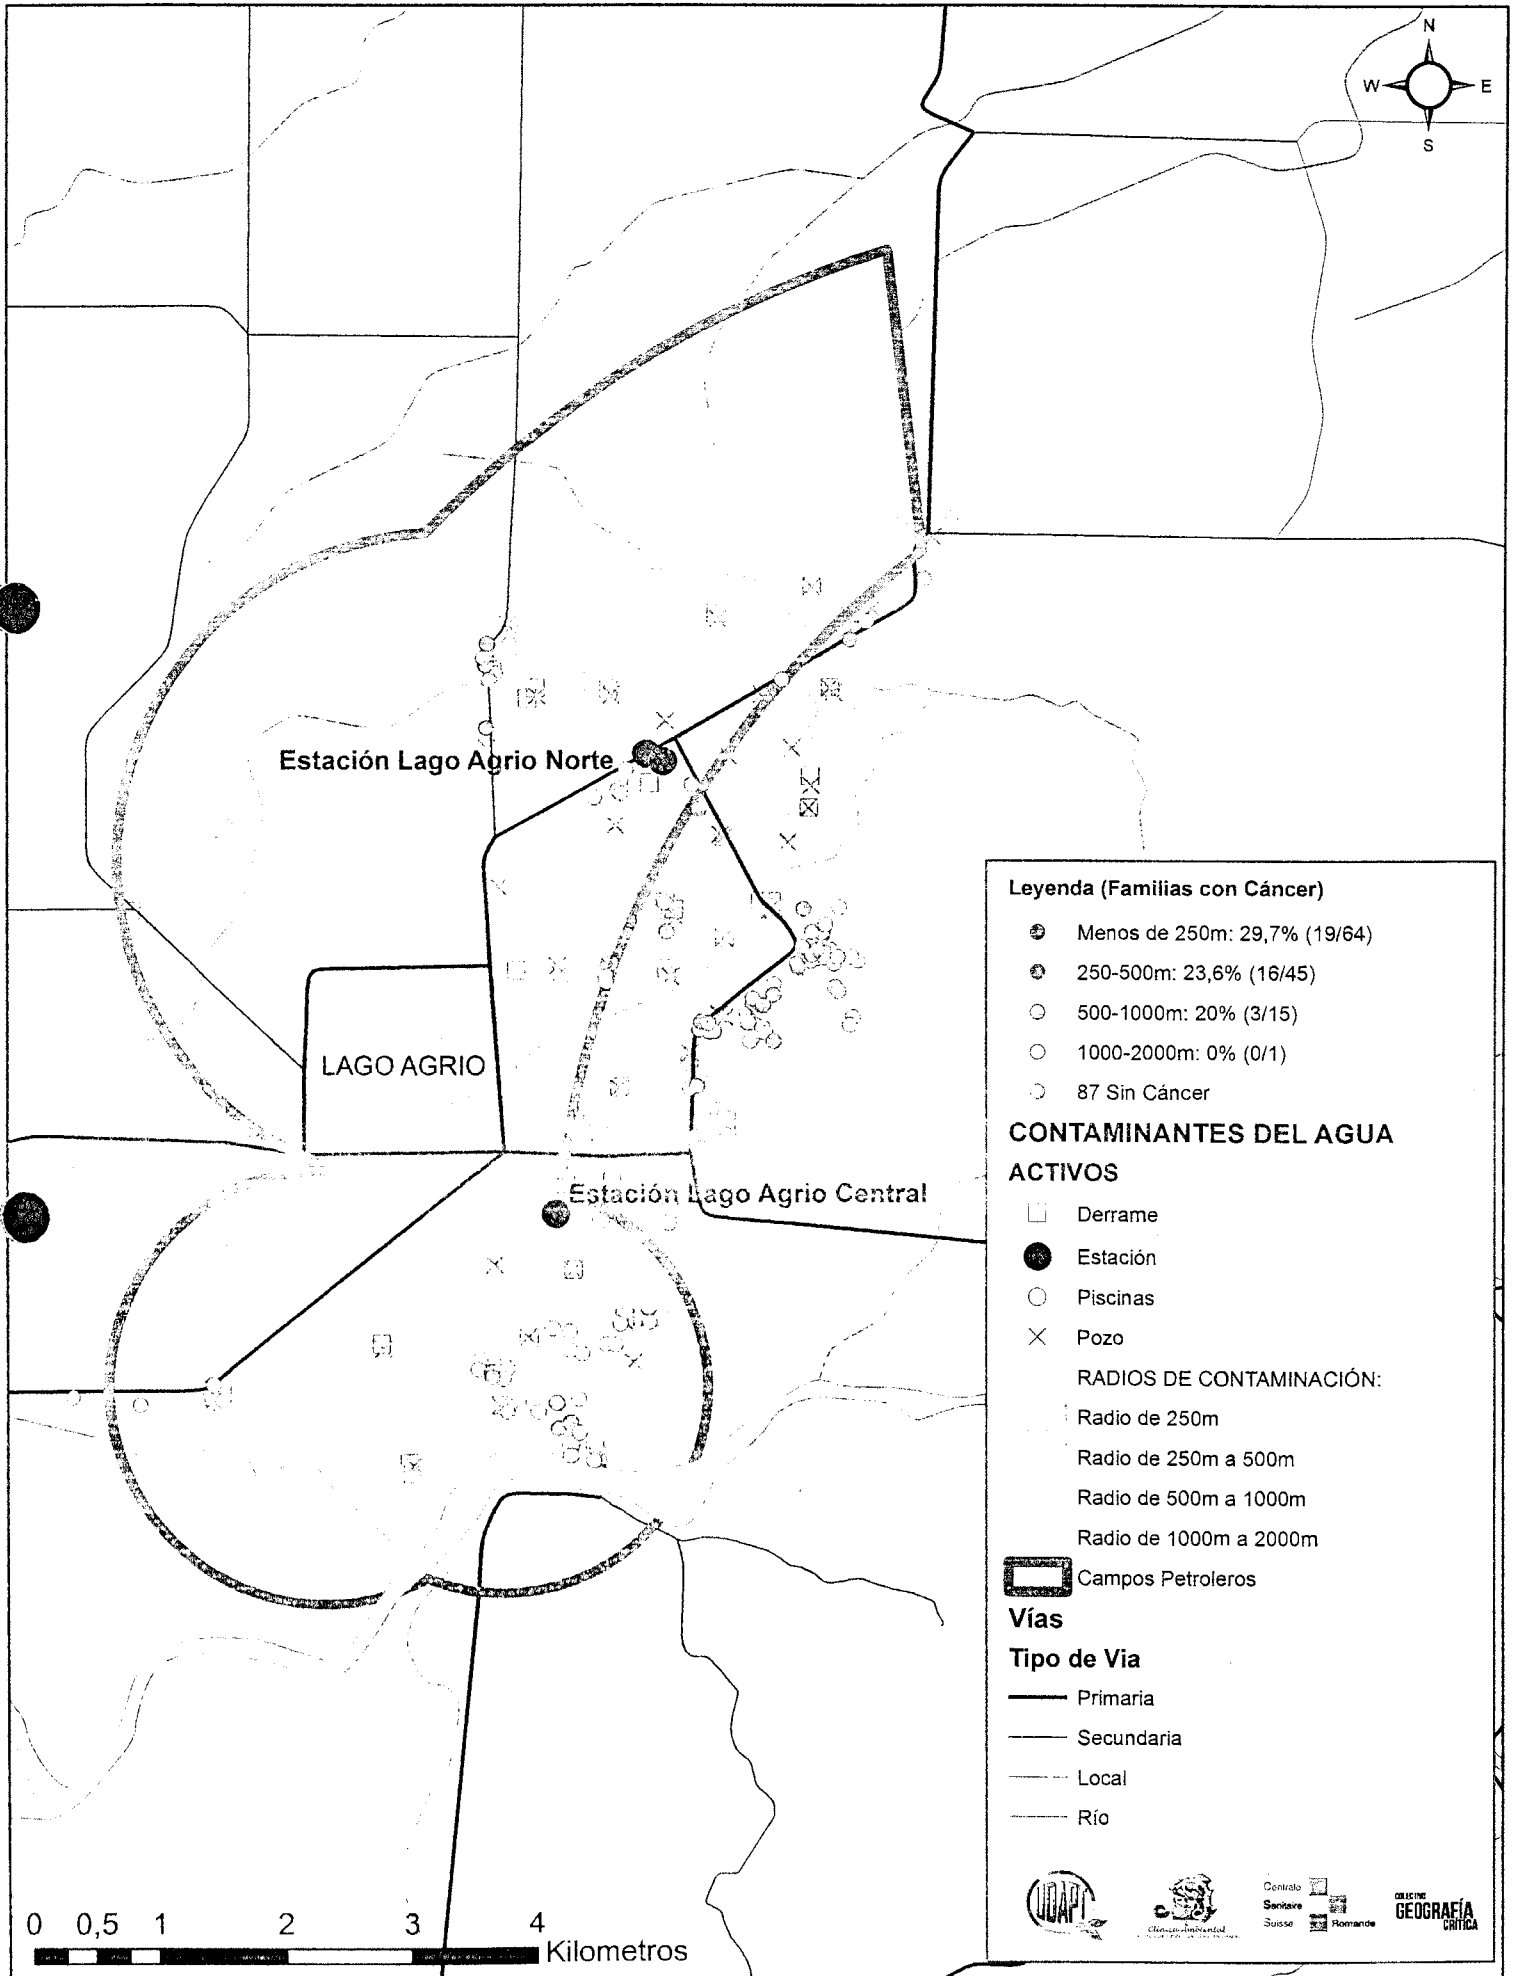 N
W E
S
Estación Lago Agrio Norte
LAGO AGRIO
Estación Lago Agrio Central
Leyenda (Familias con Cáncer)
Menos de 250m: 29,7% (19/64)
250-500m: 23,6% (16/45)
500-1000m: 20% (3/15)
1000-2000m: 0% (0/1)
87 Sin Cáncer
CONTAMINANTES DEL AGUA
ACTIVOS
Derrame
Estación
Piscinas
Pozo
RADIOS DE CONTAMINACIÓN:
Radio de 250m
Radio de 250m a 500m
Radio de 500m a 1000m
Radio de 1000m a 2000m
Campos Petroleros
Vías
Tipo de Via
Primaria
Secundaria
Local
Río
UDAPT
Clínica Ambiental
Centrale
Sanitaire
Suisse Romande
COLECTIVO
GEOGRAFÍA
CRÍTICA
0 0,5 1 2 3 4
Kilometros